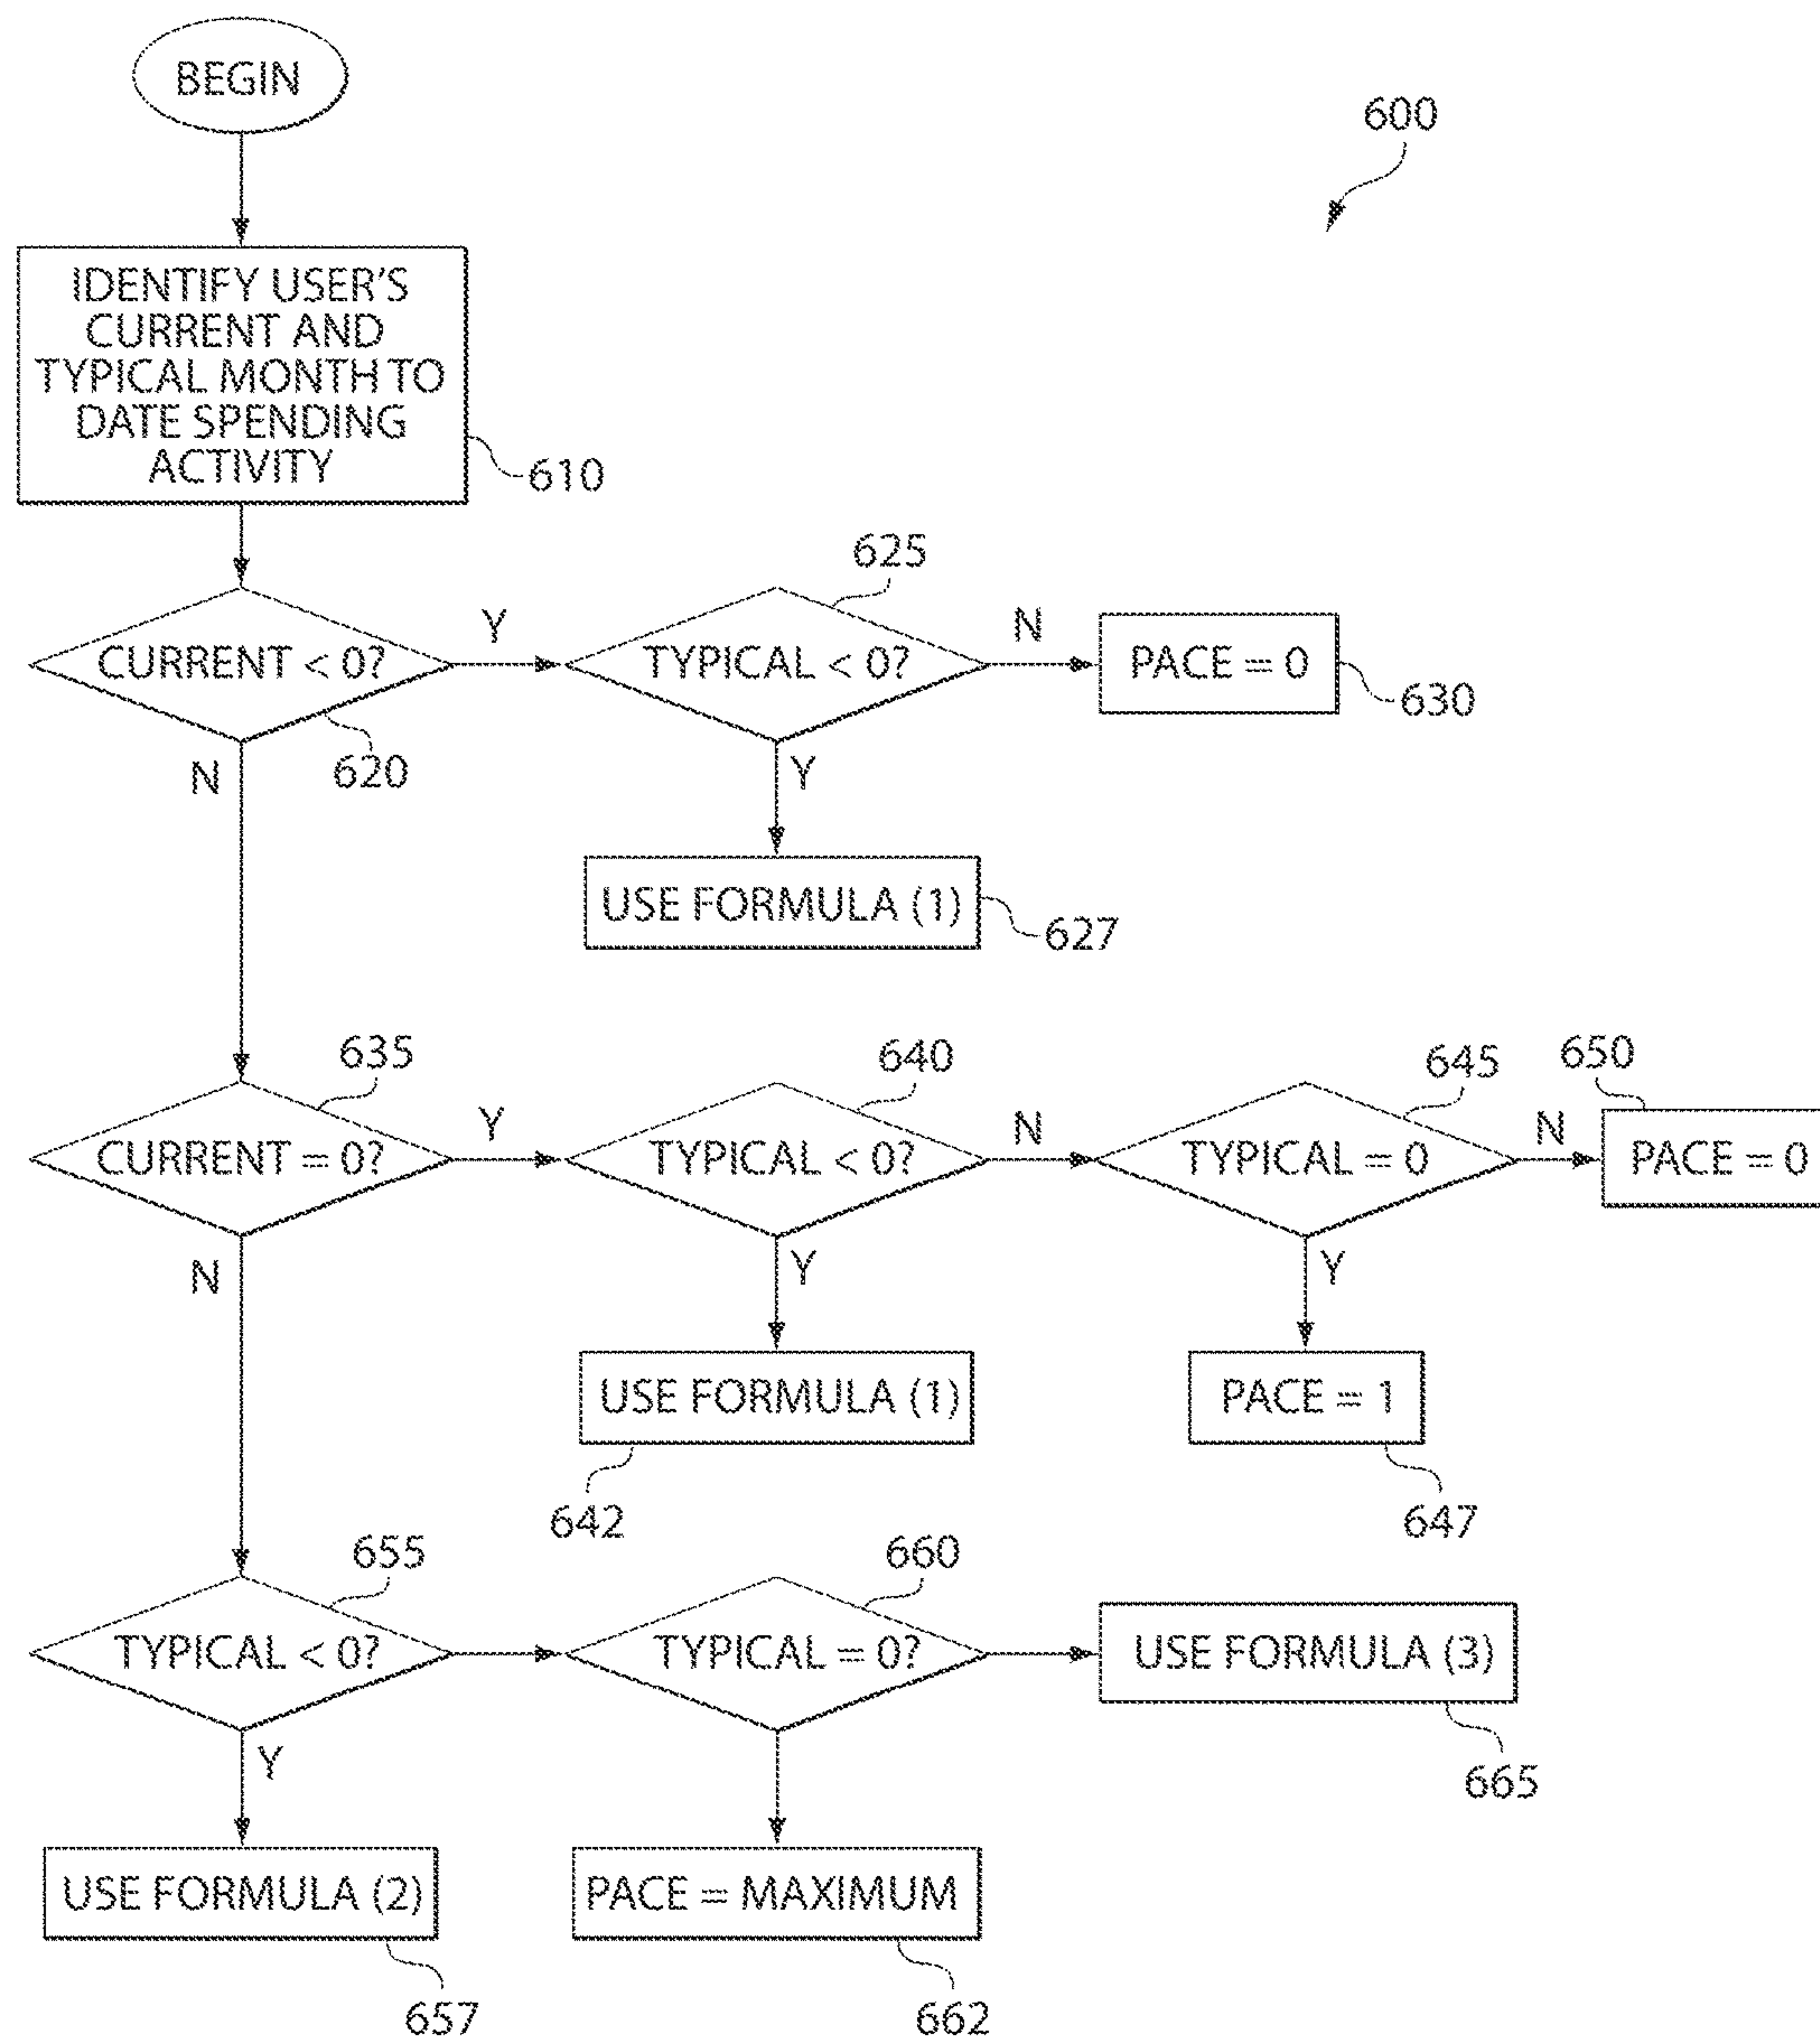 BEGIN
600
IDENTIFY USER'S
CURRENT AND
TYPICAL MONTH TO
DATE SPENDING
ACTIVITY
610
625
CURRENT < 0?
Y
TYPICAL < 0?
N
PACE = 0
630
620
N
Y
USE FORMULA (1)
627
635
640
645
650
CURRENT = 0?
Y
TYPICAL < 0?
N
TYPICAL = 0
N
PACE = 0
N
Y
Y
USE FORMULA (1)
PACE = 1
642
647
655
660
TYPICAL < 0?
TYPICAL = 0?
USE FORMULA (3)
665
Y
USE FORMULA (2)
PACE = MAXIMUM
657
662